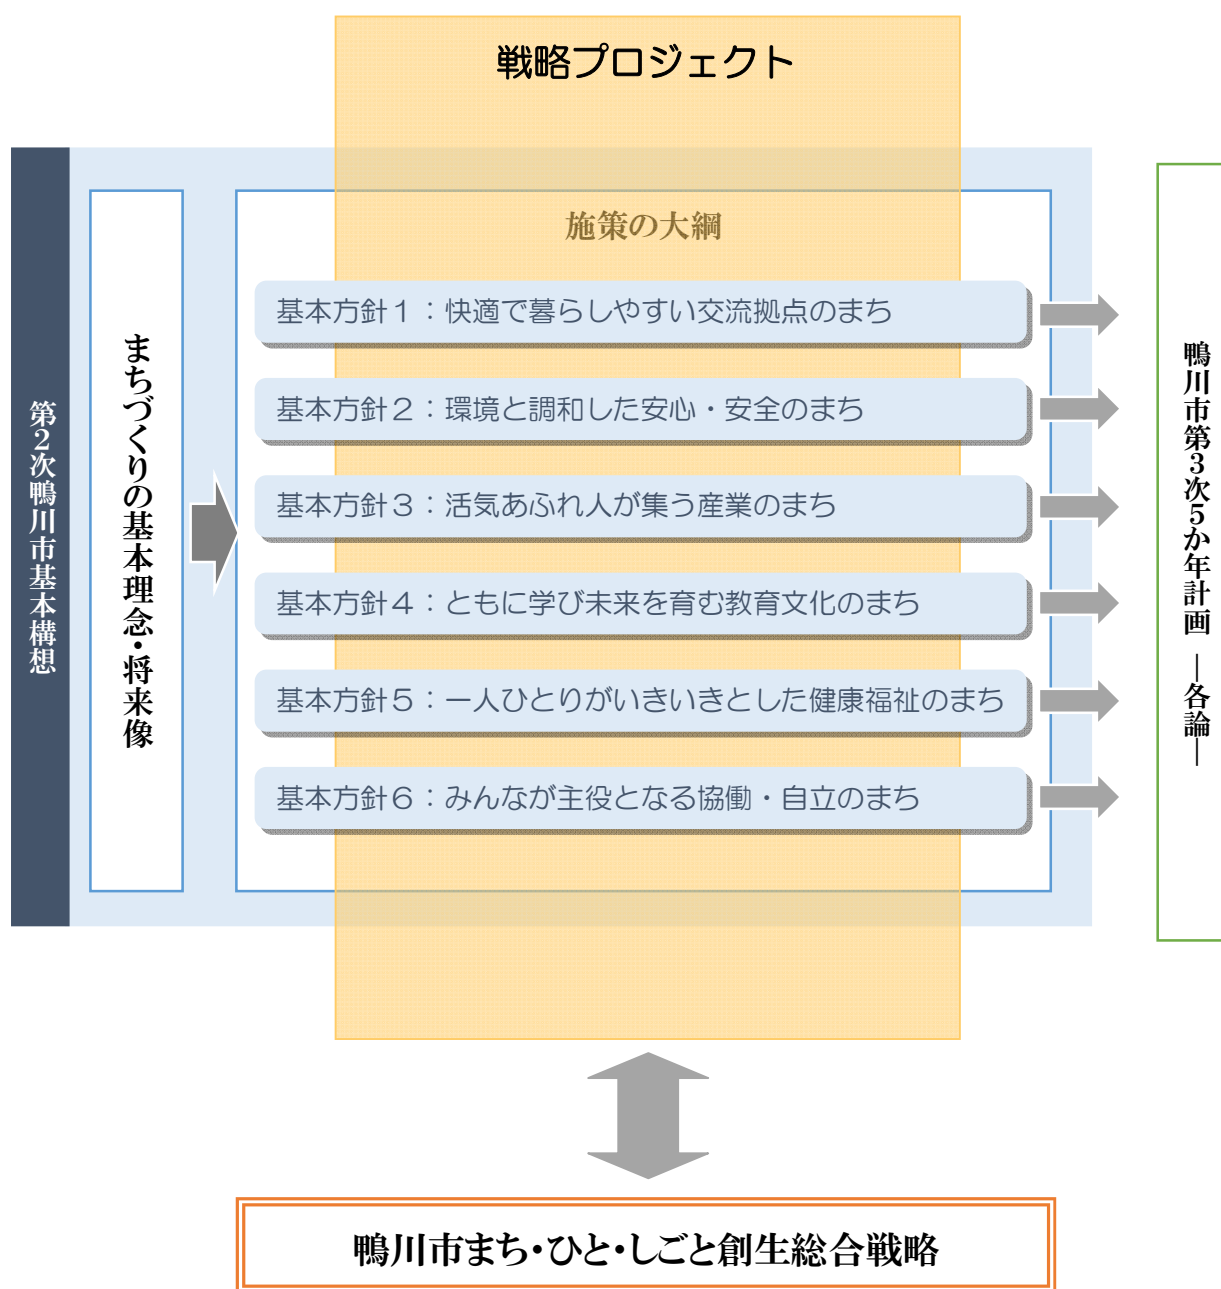 戦略プロジェクト
第2次鴨川市基本構想
まちづくりの基本理念・将来像
施策の大綱
基本方針１：快適で暮らしやすい交流拠点のまち
基本方針２：環境と調和した安心・安全のまち
基本方針３：活気あふれ人が集う産業のまち
基本方針４：ともに学び未来を育む教育文化のまち
基本方針５：一人ひとりがいきいきとした健康福祉のまち
基本方針６：みんなが主役となる協働・自立のまち
鴨川市第3次5か年計画　―各論―
鴨川市まち・ひと・しごと創生総合戦略